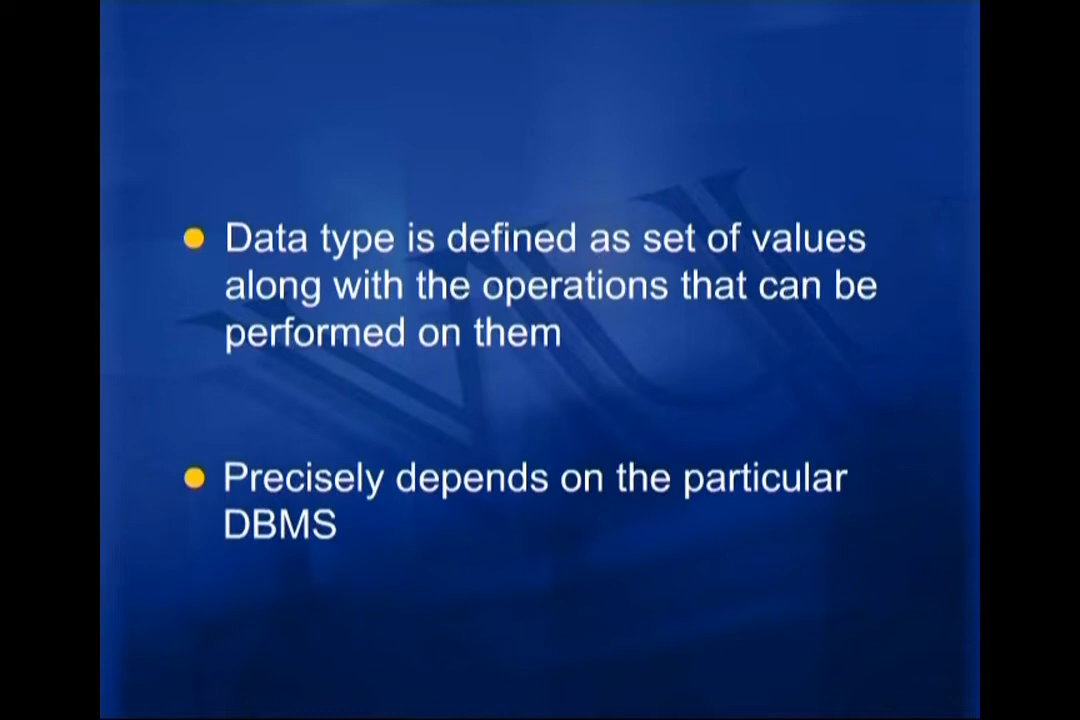 Data type is defined as set of values
along with the operations that can be
performed on them
Precisely depends on the particular
DBMS
VU